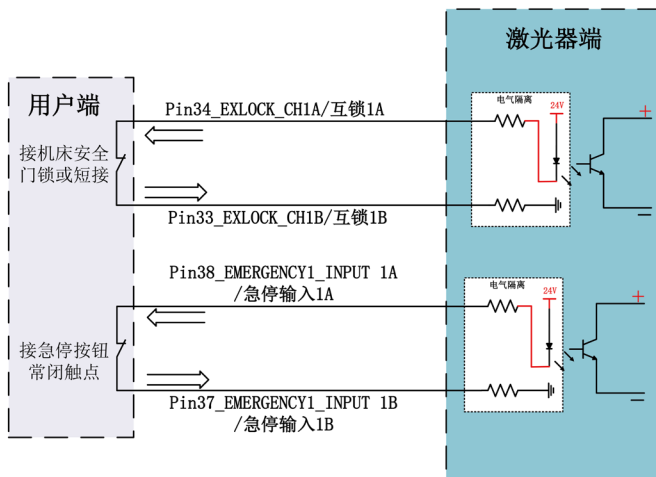 激光器端
用户端
Pin34_EXLOCK_CH1A/互锁1A
电气隔离
24V
+
接机床安全
门锁或短接
Pin33_EXLOCK_CH1B/互锁1B
Pin38_EMERGENCY1_INPUT 1A
/急停输入1A
电气隔离
24V
+
接急停按钮
常闭触点
Pin37_EMERGENCY1_INPUT 1B
/急停输入1B